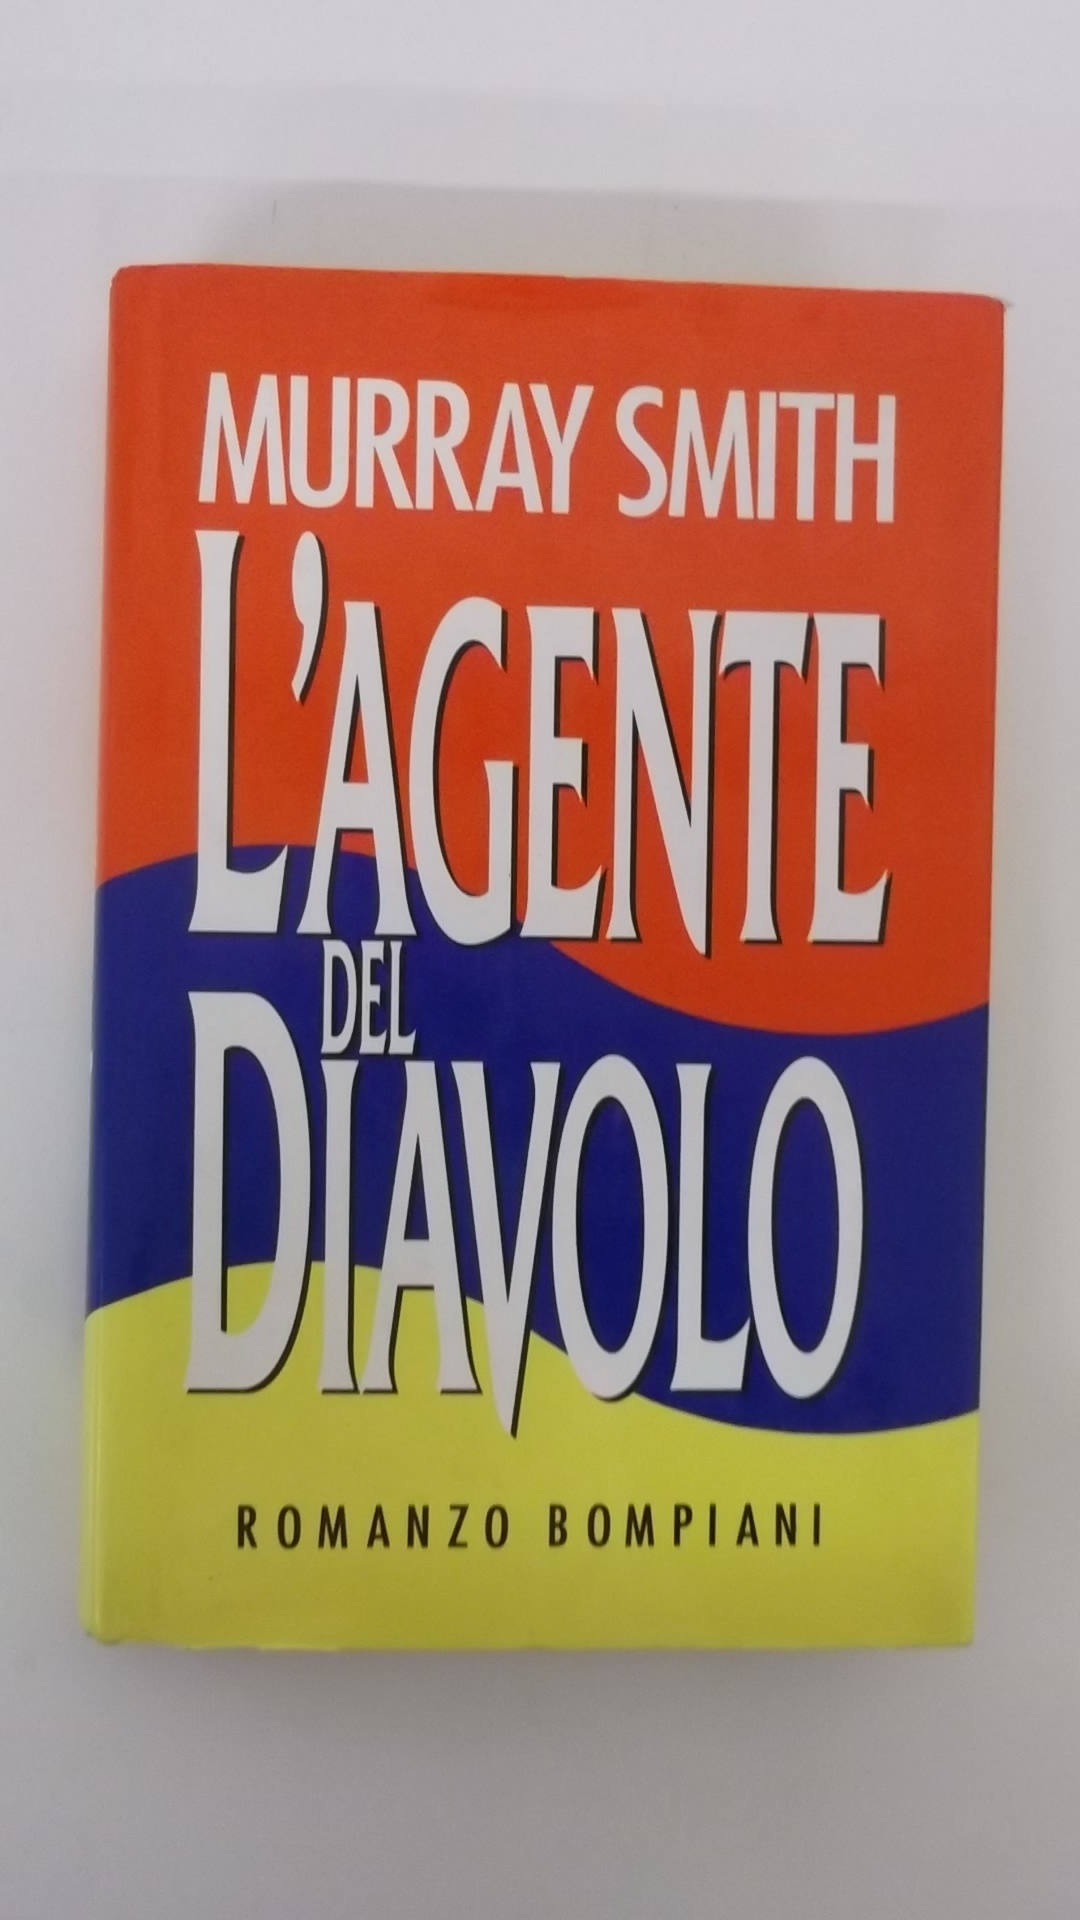 MURRAY SMITH
L'AGENTE
DEL
DIAVOLO
ROMANZO BOMPIANI